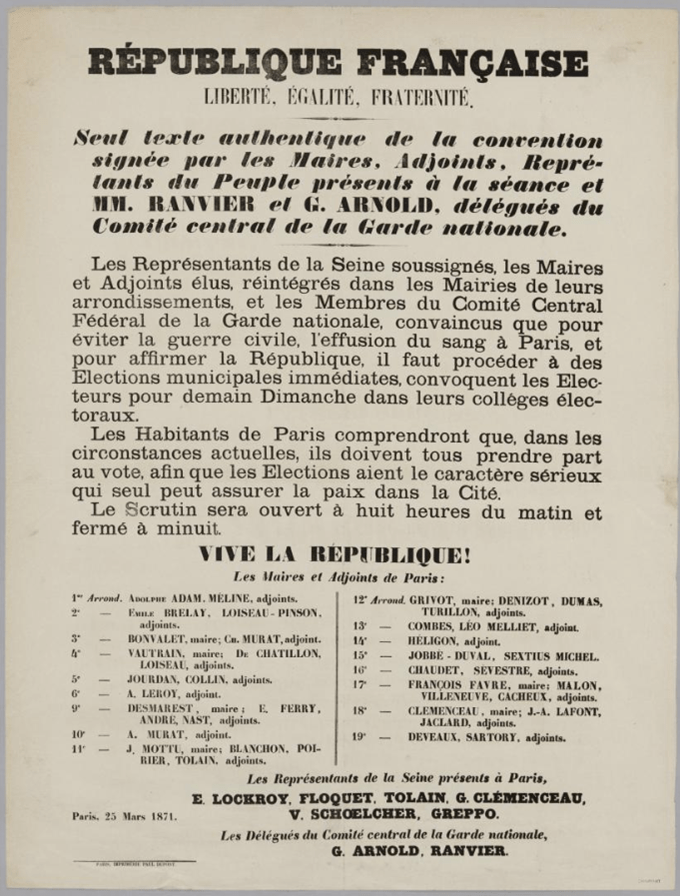 RÉPUBLIQUE FRANÇAISE
LIBERTÉ, ÉGALITÉ, FRATERNITÉ.
Seul texte authentique de la convention
signée par les Maires, Adjoints, Repré-
tants du Peuple présents à la séance et
MM. RANVIER et G. ARNOLD, délégués du
Comité central de la Garde nationale.
Les Représentants de la Seine soussignés, les Maires
et Adjoints élus, réintégrés dans les Mairies de leurs
arrondissements, et les Membres du Comité Central
Fédéral de la Garde nationale, convaincus que pour
éviter la guerre civile, l'effusion du sang à Paris, et
pour affirmer la République, il faut procéder à des
Elections municipales immédiates, convoquent les Elec-
teurs pour demain Dimanche dans leurs colléges élec-
toraux.
Les Habitants de Paris comprendront que, dans les
circonstances actuelles, ils doivent tous prendre part
au vote, afin que les Elections aient le caractère sérieux
qui seul peut assurer la paix dans la Cité.
Le Scrutin sera ouvert à huit heures du matin et
fermé à minuit.
VIVE LA RÉPUBLIQUE!
Les Maires et Adjoints de Paris:
1er Arrond. ADOLPHE ADAM, MÉLINE, adjoints.
2e — EMILE BRELAY, LOISEAU-PINSON,
adjoints.
3e — BONVALET, maire; CH. MURAT, adjoint.
4e — VAUTRAIN, maire; DE CHATILLON,
LOISEAU, adjoints.
5e — JOURDAN, COLLIN, adjoints.
6e — A. LEROY, adjoint.
9e — DESMAREST, maire; E. FERRY,
ANDRÉ, NAST, adjoints.
10e — A. MURAT, adjoint.
11e — J. MOTTU, maire; BLANCHON, POI-
RIER, TOLAIN, adjoints.
12e Arrond. GRIVOT, maire; DENIZOT, DUMAS,
TURILLON, adjoints.
13e — COMBES, LÉO MELLIET, adjoint.
14e — HÉLIGON, adjoint.
15e — JOBBÉ-DUVAL, SEXTIUS MICHEL.
16e — CHAUDET, SÉVESTRE, adjoints.
17e — FRANÇOIS FAVRE, maire; MALON,
VILLENEUVE, CACHEUX, adjoints.
18e — CLEMENCEAU, maire; J.-A. LAFONT,
JACLARD, adjoints.
19e — DEVEAUX, SARTORY, adjoints.
Les Représentants de la Seine présents à Paris,
E. LOCKROY, FLOQUET, TOLAIN, G. CLÉMENCEAU,
V. SCHŒLCHER, GREPPO.
Paris, 25 Mars 1871.
Les Délégués du Comité central de la Garde nationale,
G. ARNOLD, RANVIER.
PARIS, IMPRIMERIE PAUL DUPONT.